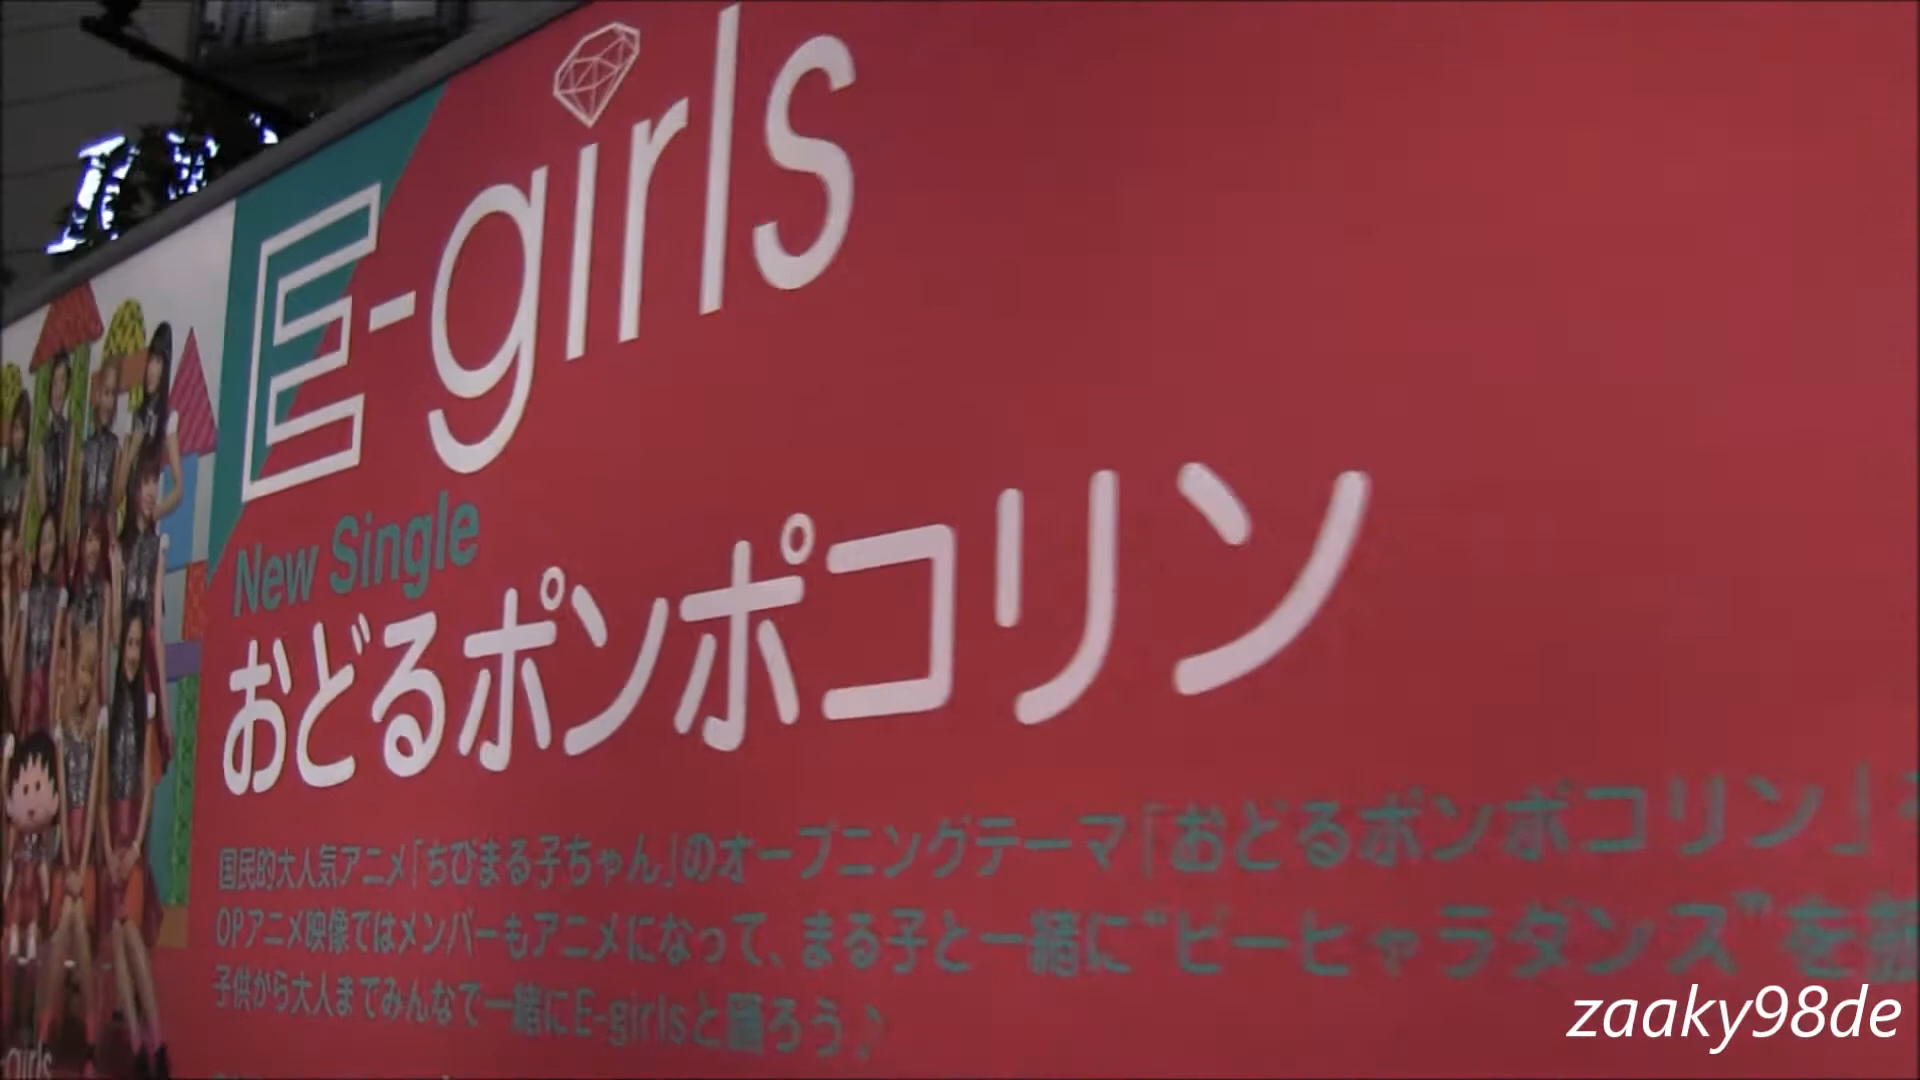 E-girls
New Single
おどるポンポコリン
国民的大人気アニメ「ちびまる子ちゃん」のオープニングテーマ「おどるポンポコリン」
OPアニメ映像ではメンバーもアニメになって、まる子と一緒に“ピーヒャラダンス”を
子供から大人までみんなで一緒にE-girlsと踊ろう♪
-girls
zaaky98de